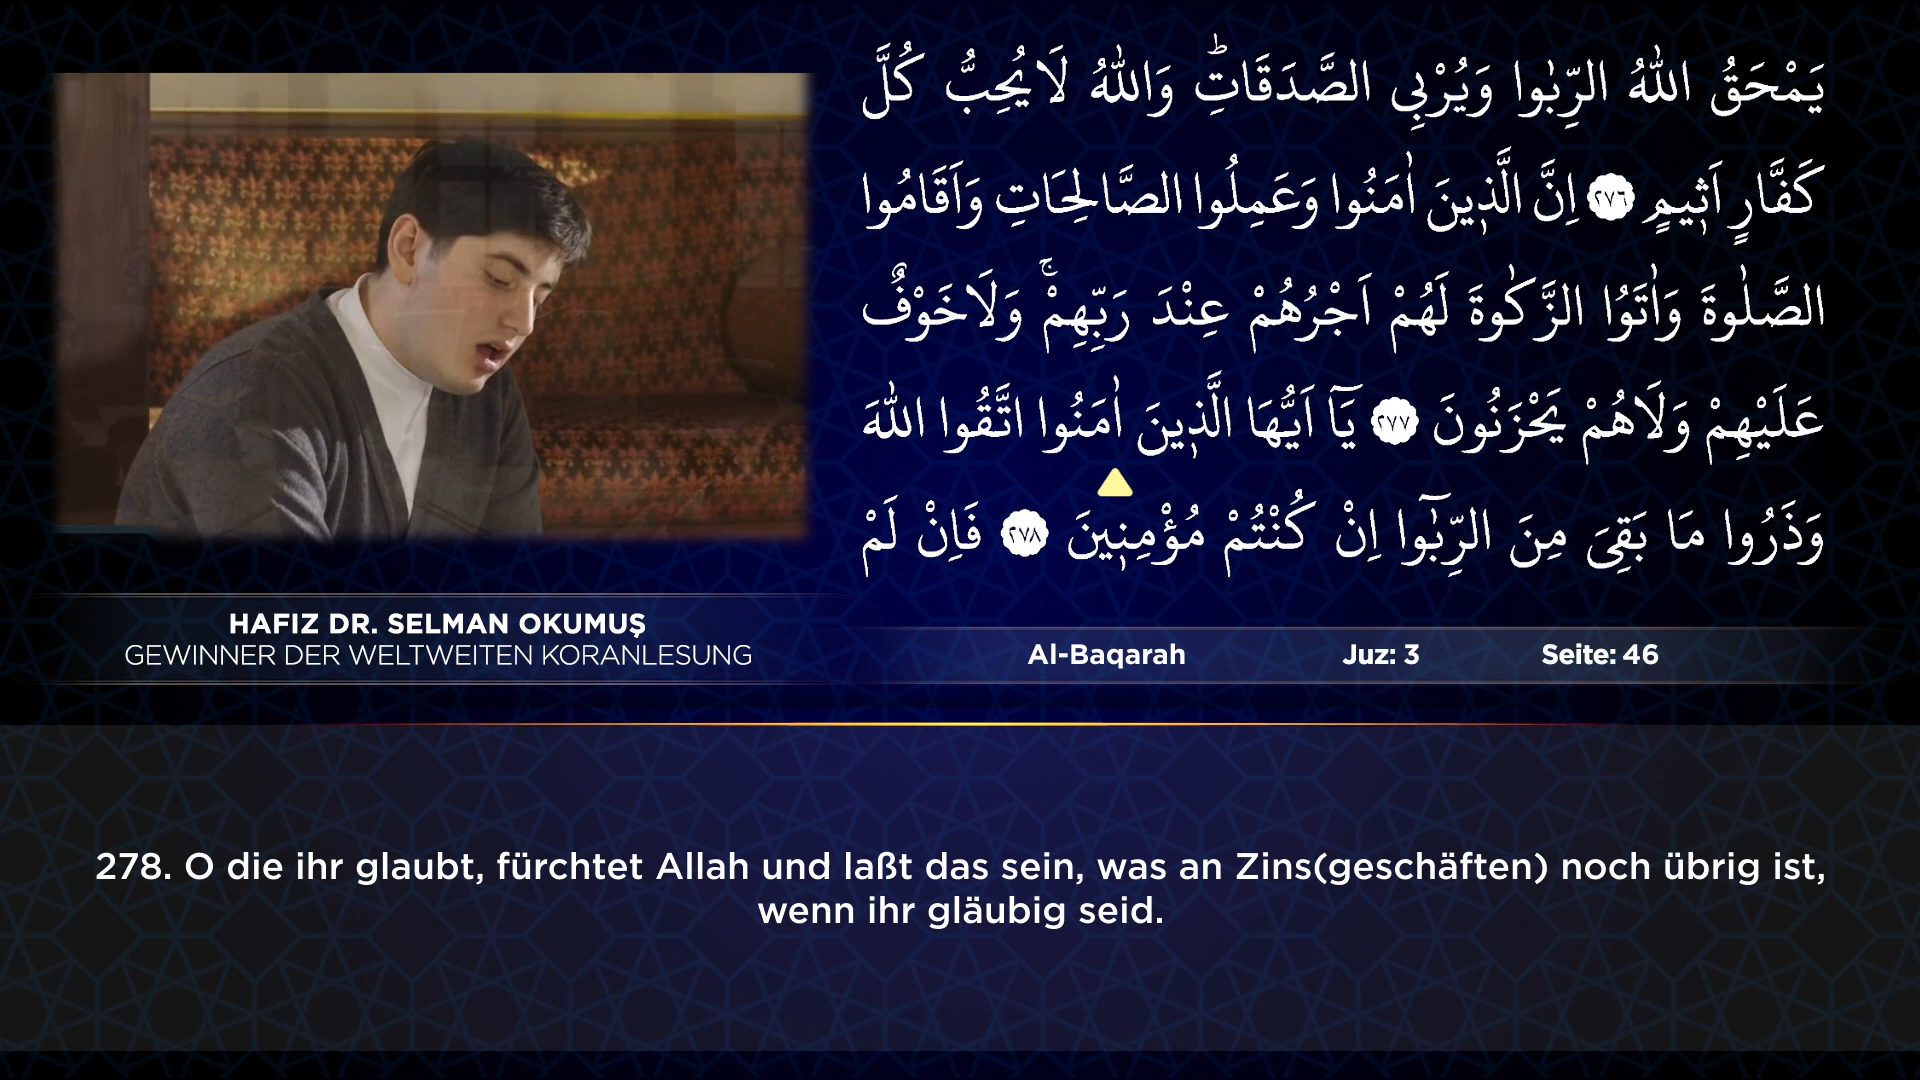 يَمْحَقُ اللّٰهُ الرِّبٰوا وَيُرْبِي الصَّدَقَاتِۜ وَاللّٰهُ لَا يُحِبُّ كُلَّ
كَفَّارٍ اَث۪يمٍ ﴿٢٧٦﴾ اِنَّ الَّذ۪ينَ اٰمَنُوا وَعَمِلُوا الصَّالِحَاتِ وَاَقَامُوا
الصَّلٰوةَ وَاٰتَوُا الزَّكٰوةَ لَهُمْ اَجْرُهُمْ عِنْدَ رَبِّهِمْۚ وَلَا خَوْفٌ
عَلَيْهِمْ وَلَا هُمْ يَحْزَنُونَ ﴿٢٧٧﴾ يَٓا اَيُّهَا الَّذ۪ينَ اٰمَنُوا اتَّقُوا اللّٰهَ
وَذَرُوا مَا بَقِيَ مِنَ الرِّبٰٓوا اِنْ كُنْتُمْ مُؤْمِن۪ينَ ﴿٢٧٨﴾ فَاِنْ لَمْ
HAFIZ DR. SELMAN OKUMUŞ
GEWINNER DER WELTWEITEN KORANLESUNG
Al-Baqarah Juz: 3 Seite: 46
278. O die ihr glaubt, fürchtet Allah und laßt das sein, was an Zins(geschäften) noch übrig ist,
wenn ihr gläubig seid.